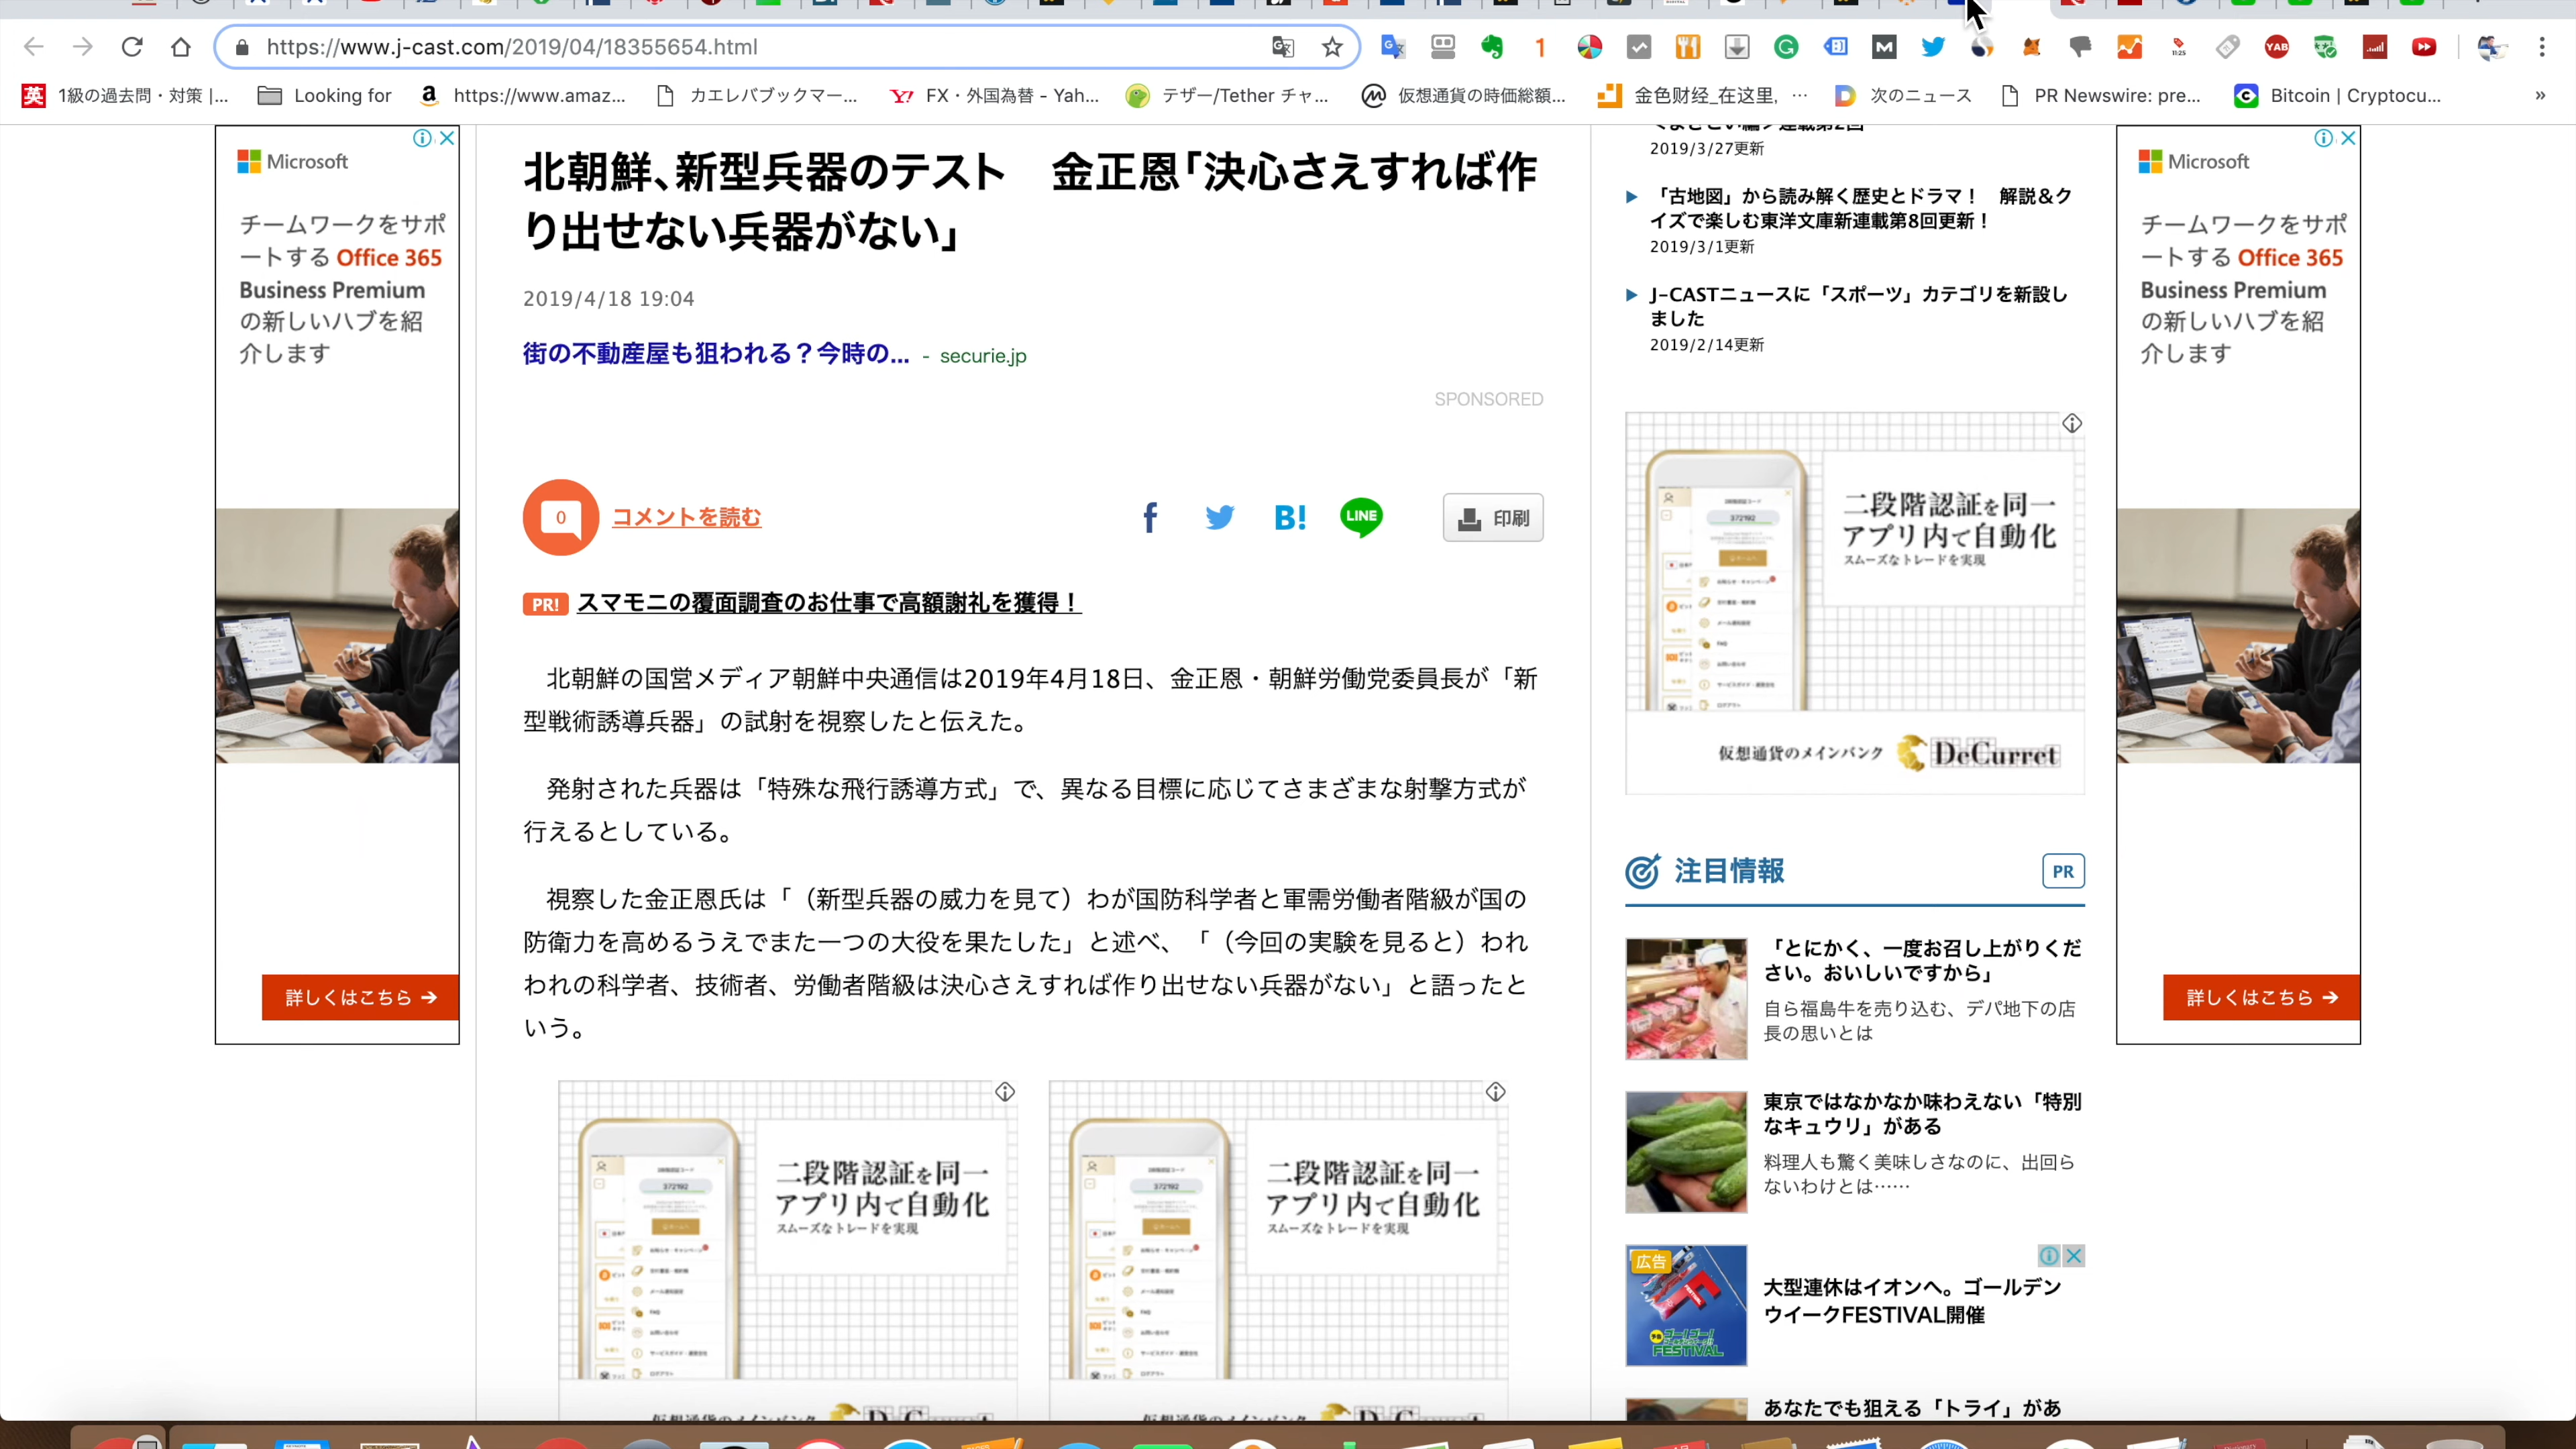 https://www.j-cast.com/2019/04/18355654.html
1級の過去問・対策 |...
Looking for
https://www.amaz...
カエレバブックマー...
FX・外国為替 - Yah...
テザー/Tether チャ...
仮想通貨の時価総額...
金色财经_在这里, ...
次のニュース
PR Newswire: pre...
Bitcoin | Cryptocu...
»
Microsoft
チームワークをサポ
ートする Office 365
Business Premium
の新しいハブを紹
介します
詳しくはこちら →
北朝鮮、新型兵器のテスト　金正恩「決心さえすれば作
り出せない兵器がない」
2019/4/18 19:04
街の不動産屋も狙われる？今時の... - securie.jp
SPONSORED
0 コメントを読む
f B! LINE 印刷
PR! スマモニの覆面調査のお仕事で高額謝礼を獲得！
北朝鮮の国営メディア朝鮮中央通信は2019年4月18日、金正恩・朝鮮労働党委員長が「新
型戦術誘導兵器」の試射を視察したと伝えた。
発射された兵器は「特殊な飛行誘導方式」で、異なる目標に応じてさまざまな射撃方式が
行えるとしている。
視察した金正恩氏は「（新型兵器の威力を見て）わが国防科学者と軍需労働者階級が国の
防衛力を高めるうえでまた一つの大役を果たした」と述べ、「（今回の実験を見ると）われ
われの科学者、技術者、労働者階級は決心さえすれば作り出せない兵器がない」と語ったと
いう。
372192
二段階認証を同一
アプリ内で自動化
スムーズなトレードを実現
372192
二段階認証を同一
アプリ内で自動化
スムーズなトレードを実現
2019/3/27更新
「古地図」から読み解く歴史とドラマ！　解説＆ク
イズで楽しむ東洋文庫新連載第8回更新！
2019/3/1更新
J-CASTニュースに「スポーツ」カテゴリを新設し
ました
2019/2/14更新
372192
二段階認証を同一
アプリ内で自動化
スムーズなトレードを実現
仮想通貨のメインバンク DeCurret
注目情報 PR
「とにかく、一度お召し上がりくだ
さい。おいしいですから」
自ら福島牛を売り込む、デパ地下の店
長の思いとは
東京ではなかなか味わえない「特別
なキュウリ」がある
料理人も驚く美味しさなのに、出回ら
ないわけとは……
広告
FESTIVAL
大型連休はイオンへ。ゴールデン
ウイークFESTIVAL開催
あなたでも狙える「トライ」があ
Microsoft
チームワークをサポ
ートする Office 365
Business Premium
の新しいハブを紹
介します
詳しくはこちら →